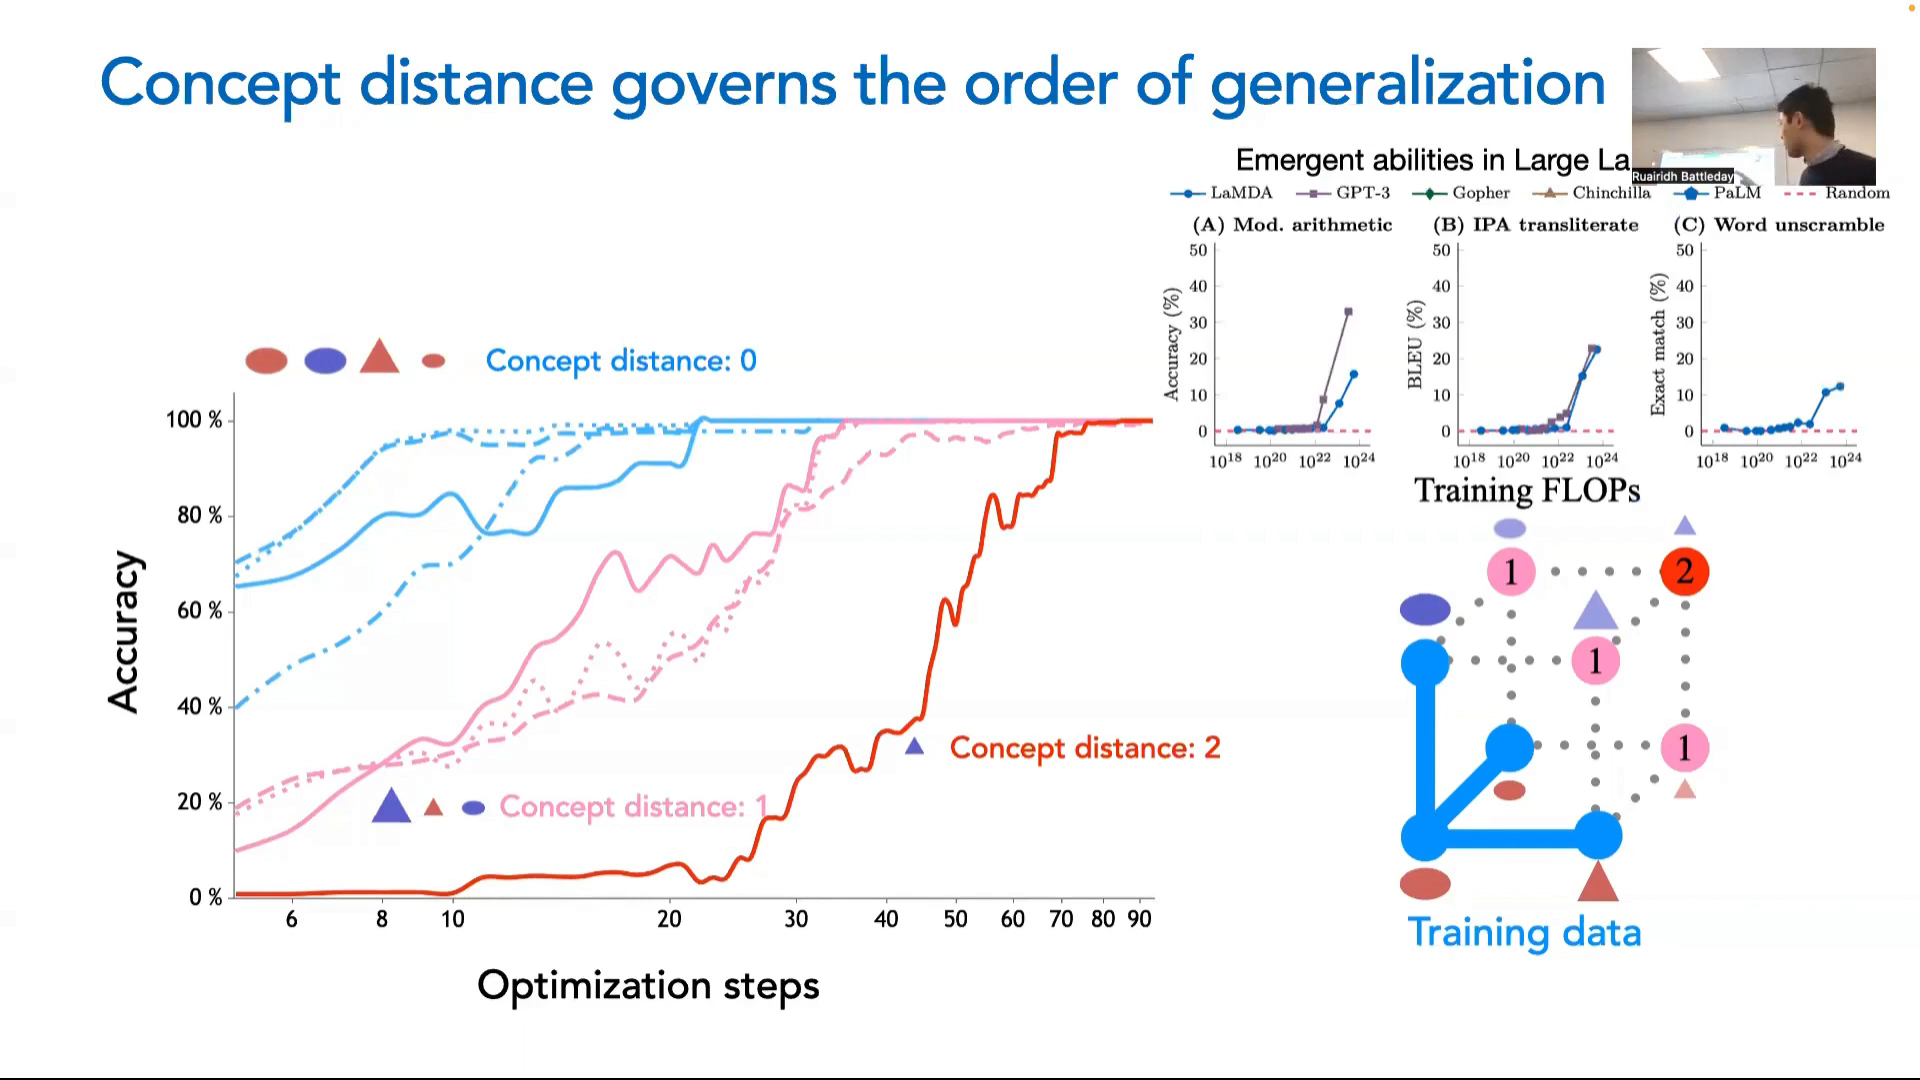 Concept distance governs the order of generalization
Emergent abilities in Large La
Ruairidh Battleday
LaMDA GPT-3 Gopher Chinchilla PaLM Random
(A) Mod. arithmetic
(B) IPA transliterate
(C) Word unscramble
Accuracy (%)
50
40
30
20
10
0
10^18 10^20 10^22 10^24
BLEU (%)
50
40
30
20
10
0
10^18 10^20 10^22 10^24
Exact match (%)
50
40
30
20
10
0
10^18 10^20 10^22 10^24
Training FLOPs
Concept distance: 0
Accuracy
100 %
80 %
60 %
40 %
20 %
0 %
Concept distance: 2
Concept distance: 1
6 8 10 20 30 40 50 60 70 80 90
Optimization steps
1 2
1
1
Training data